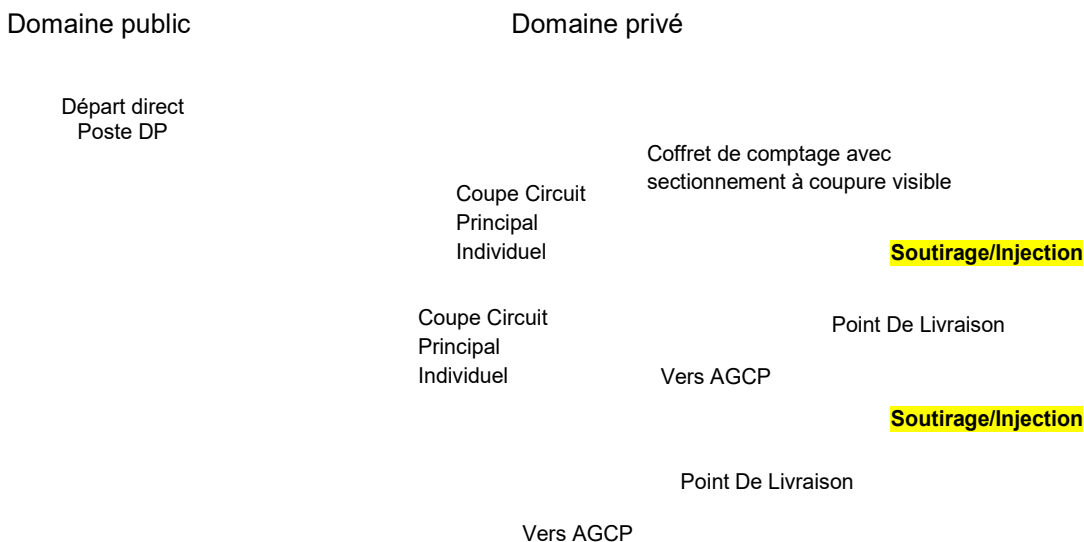 Domaine public
Domaine privé
Départ direct
Poste DP
Coffret de comptage avec
sectionnement à coupure visible
Coupe Circuit
Principal
Individuel
Soutirage/Injection
Coupe Circuit
Principal
Individuel
Point De Livraison
Vers AGCP
Soutirage/Injection
Point De Livraison
Vers AGCP